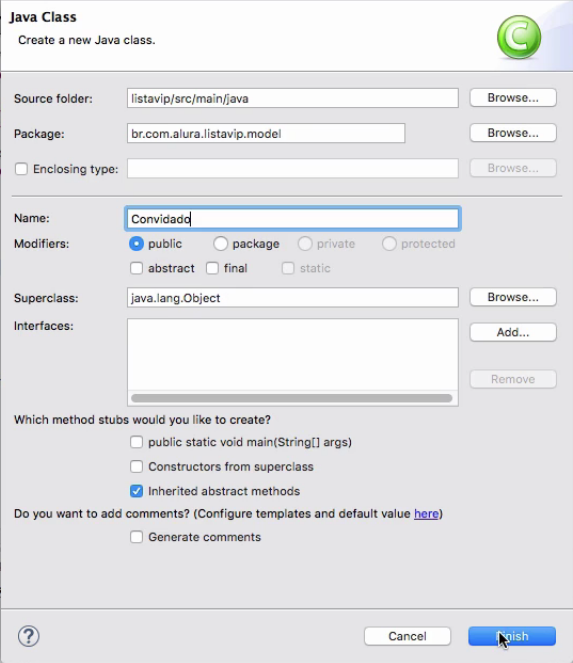 Java Class
Create a new Java class.
C
Source folder: listavip/src/main/java Browse...
Package: br.com.alura.listavip.model Browse...
Enclosing type: Browse...
Name: Convidado
Modifiers: public package private protected
abstract final static
Superclass: java.lang.Object Browse...
Interfaces: Add...
Remove
Which method stubs would you like to create?
public static void main(String[] args)
Constructors from superclass
Inherited abstract methods
Do you want to add comments? (Configure templates and default value here)
Generate comments
? Cancel Finish